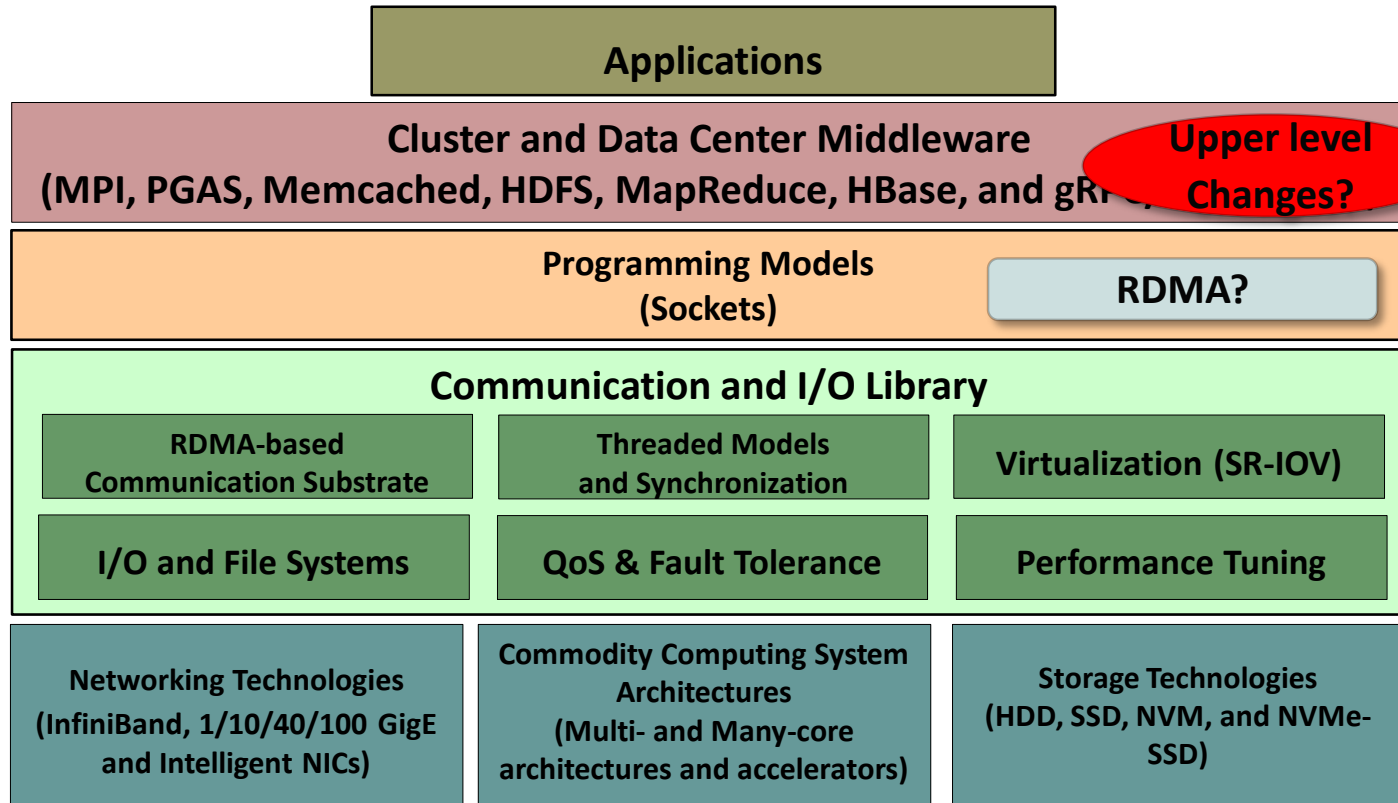 Applications
Cluster and Data Center Middleware
(MPI, PGAS, Memcached, HDFS, MapReduce, HBase, and
Upper level
Changes?
Programming Models
(Sockets)
RDMA?
Communication and I/O Library
RDMA-based
Communication Substrate
Threaded Models
and Synchronization
Virtualization (SR-IOV)
I/O and File Systems
QoS & Fault Tolerance
Performance Tuning
Networking Technologies
(InfiniBand, 1/10/40/100 GigE
and Intelligent NICs)
Commodity Computing System
Architectures
(Multi- and Many-core
architectures and accelerators)
Storage Technologies
(HDD, SSD, NVM, and NVMe-
SSD)